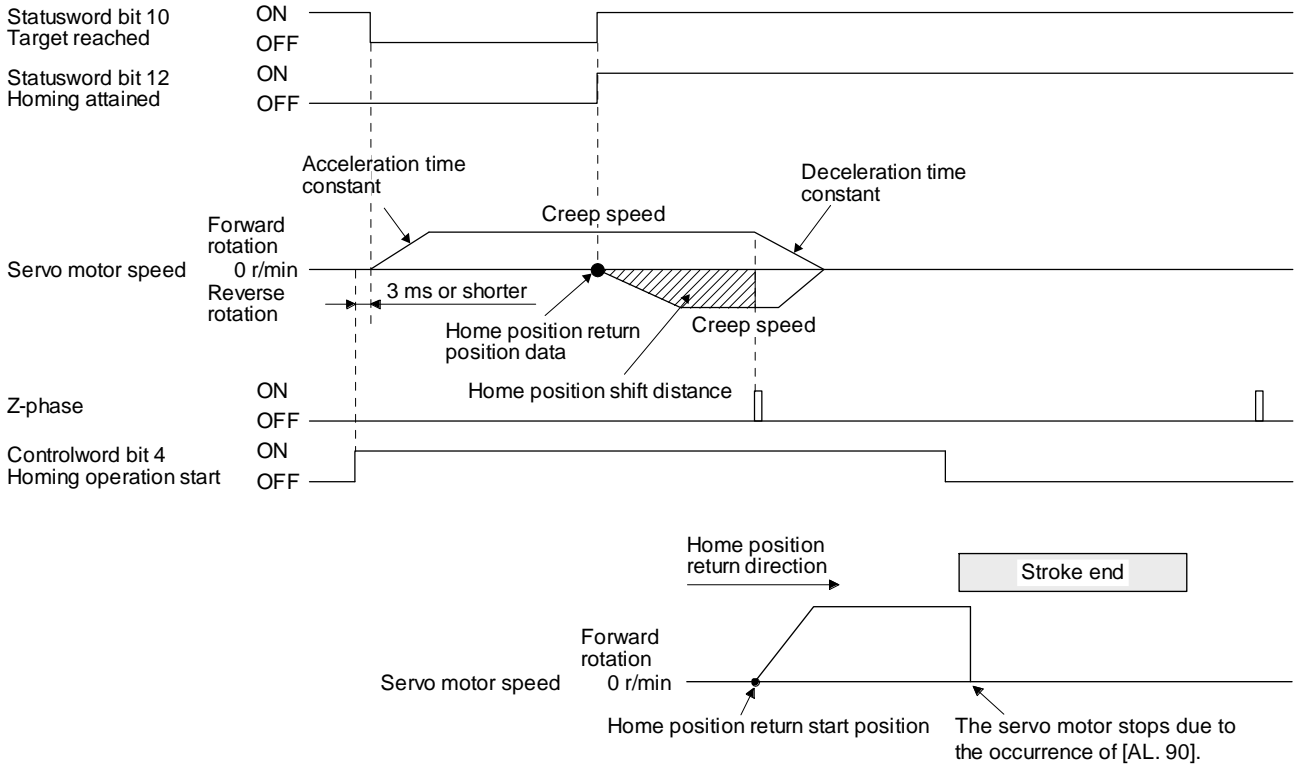 Statusword bit 10
Target reached
ON
OFF
Statusword bit 12
Homing attained
ON
OFF
Acceleration time
constant
Deceleration time
constant
Creep speed
Forward
rotation
Servo motor speed
0 r/min
Reverse
rotation
3 ms or shorter
Home position return
position data
Creep speed
Home position shift distance
Z-phase
ON
OFF
Controlword bit 4
Homing operation start
ON
OFF
Home position
return direction
Stroke end
Forward
rotation
Servo motor speed
0 r/min
Home position return start position
The servo motor stops due to
the occurrence of [AL. 90].